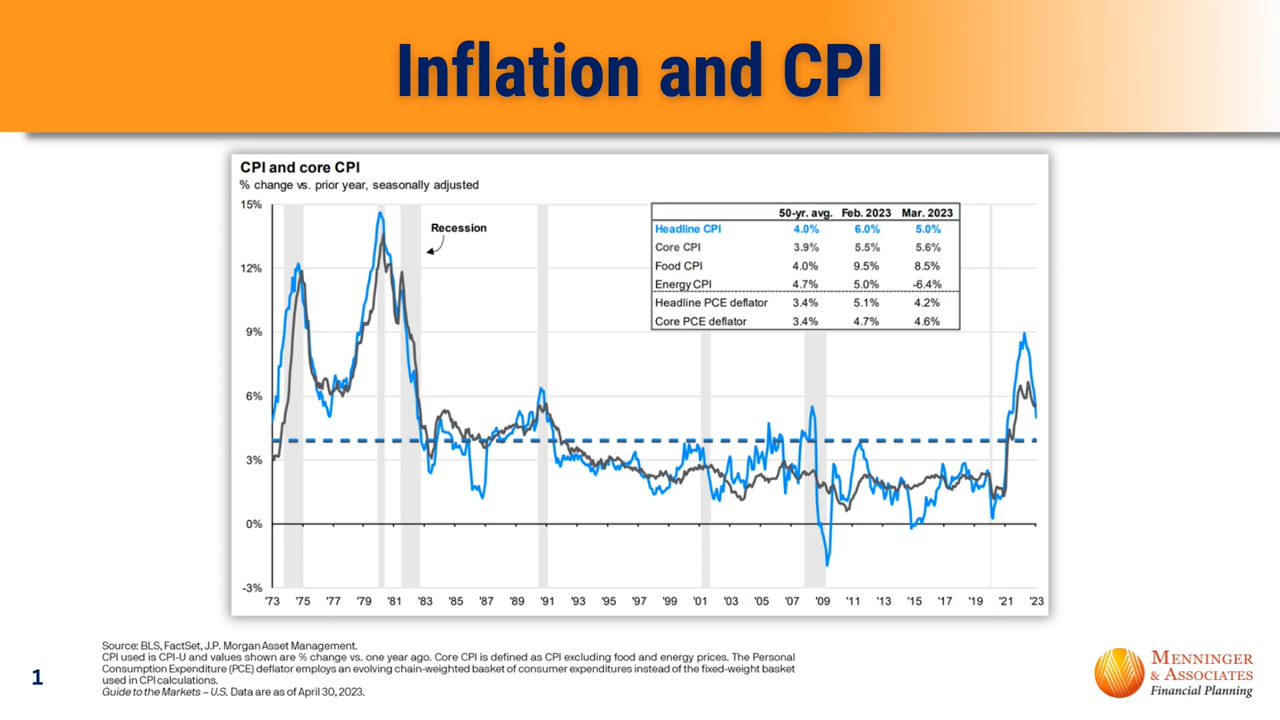 Inflation and CPI
CPI and core CPI
% change vs. prior year, seasonally adjusted
15%
12%
9%
6%
3%
0%
-3%
Recession
50-yr. avg. Feb. 2023 Mar. 2023
Headline CPI 4.0% 6.0% 5.0%
Core CPI 3.9% 5.5% 5.6%
Food CPI 4.0% 9.5% 8.5%
Energy CPI 4.7% 5.0% -6.4%
Headline PCE deflator 3.4% 5.1% 4.2%
Core PCE deflator 3.4% 4.7% 4.6%
'73 '75 '77 '79 '81 '83 '85 '87 '89 '91 '93 '95 '97 '99 '01 '03 '05 '07 '09 '11 '13 '15 '17 '19 '21 '23
Source: BLS, FactSet, J.P. Morgan Asset Management.
CPI used is CPI-U and values shown are % change vs. one year ago. Core CPI is defined as CPI excluding food and energy prices. The Personal
Consumption Expenditure (PCE) deflator employs an evolving chain-weighted basket of consumer expenditures instead of the fixed-weight basket
used in CPI calculations.
Guide to the Markets – U.S. Data are as of April 30, 2023.
1
MENNINGER
& ASSOCIATES
Financial Planning